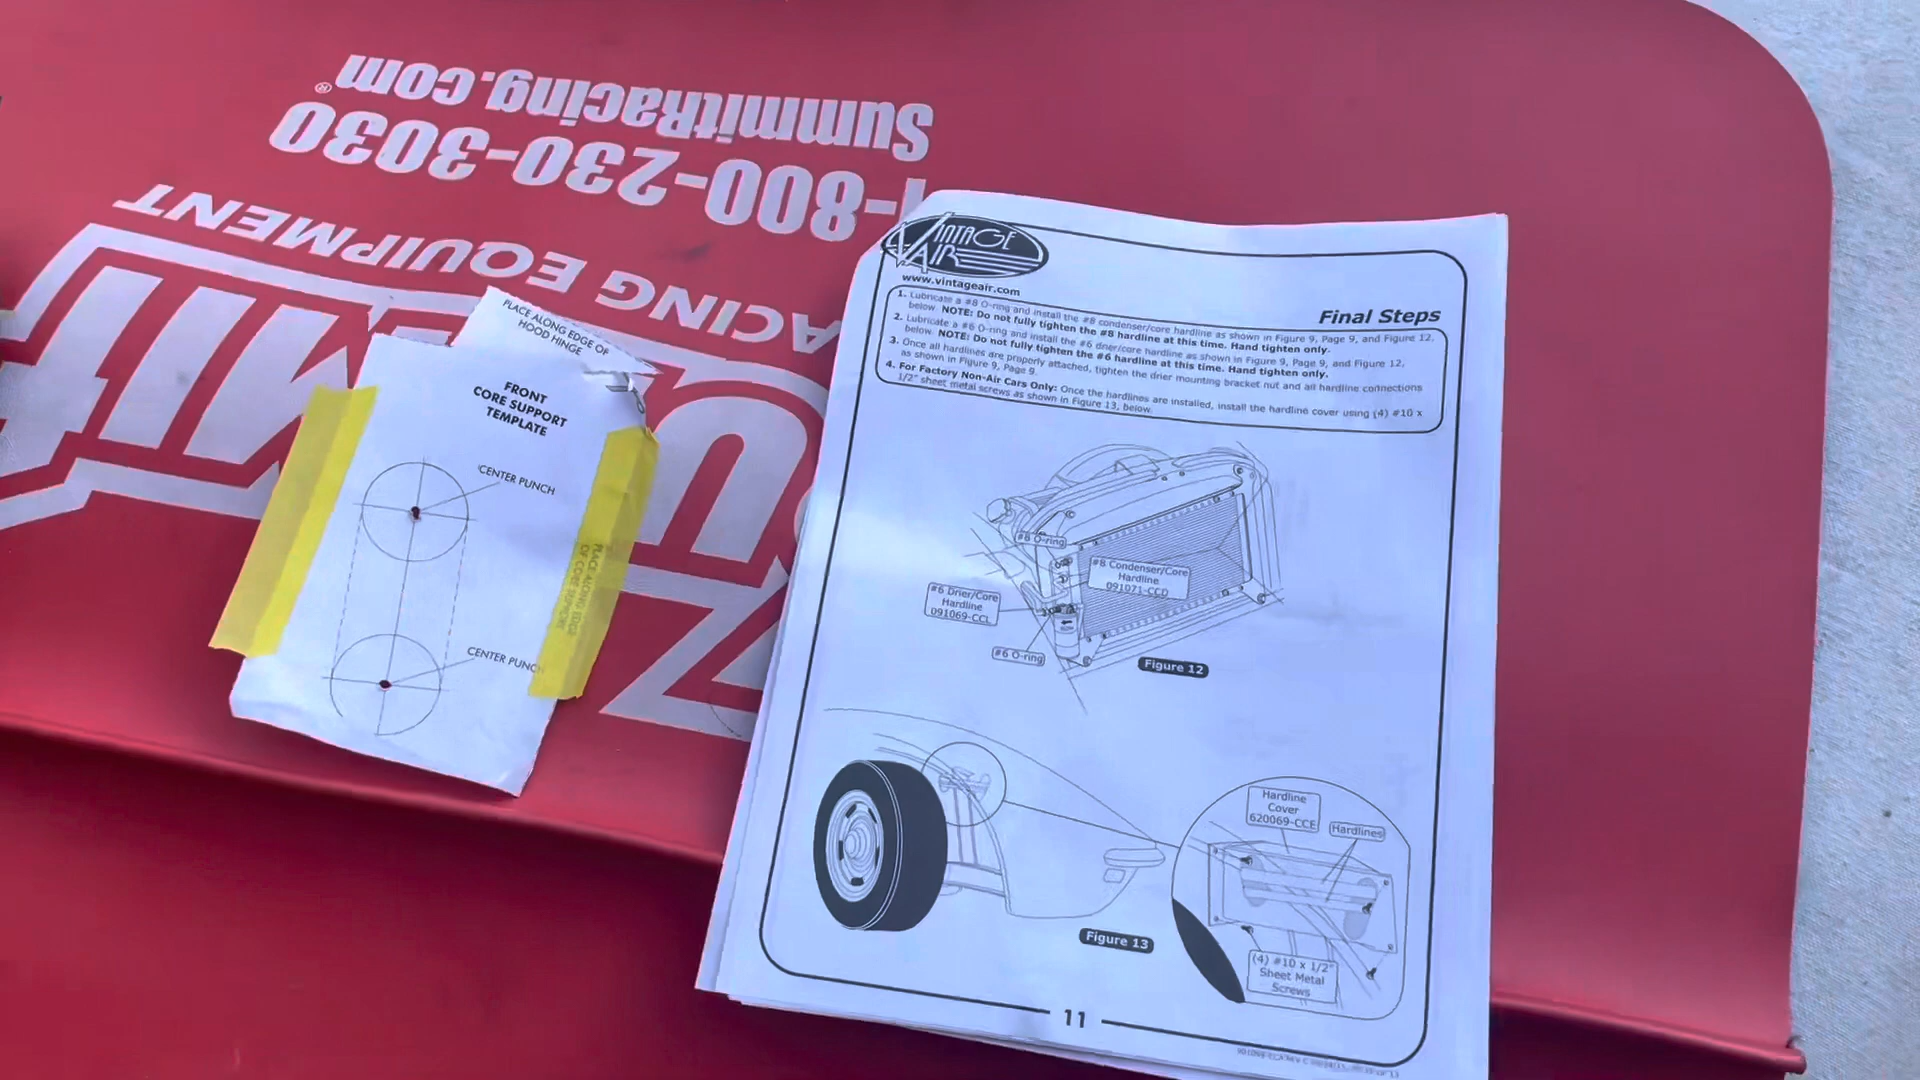 SummitRacing.com®
1-800-230-3030
RACING EQUIPMENT
PLACE ALONG EDGE OF
HOOD HINGE
FRONT
CORE SUPPORT
TEMPLATE
CENTER PUNCH
CENTER PUNCH
PLACE ALONG EDGE
VINTAGE
AIR
www.vintageair.com
Final Steps
1. Lubricate a #8 O-ring and install the #8 condenser/core hardline as shown in Figure 9, Page 9, and Figure 12,
below. NOTE: Do not fully tighten the #8 hardline at this time. Hand tighten only.
2. Lubricate a #6 O-ring and install the #6 drier/core hardline as shown in Figure 9, Page 9, and Figure 12,
below. NOTE: Do not fully tighten the #6 hardline at this time. Hand tighten only.
3. Once all hardlines are properly attached, tighten the drier mounting bracket nut and all hardline connections
as shown in Figure 9, Page 9.
4. For Factory Non-Air Cars Only: Once the hardlines are installed, install the hardline cover using (4) #10 x
1/2" sheet metal screws as shown in Figure 13, below.
#8 O-ring
#8 Condenser/Core
Hardline
091071-CCD
#6 Drier/Core
Hardline
091069-CCL
#6 O-ring
Figure 12
Hardline
Cover
620069-CCE
Hardlines
(4) #10 x 1/2"
Sheet Metal
Screws
Figure 13
11